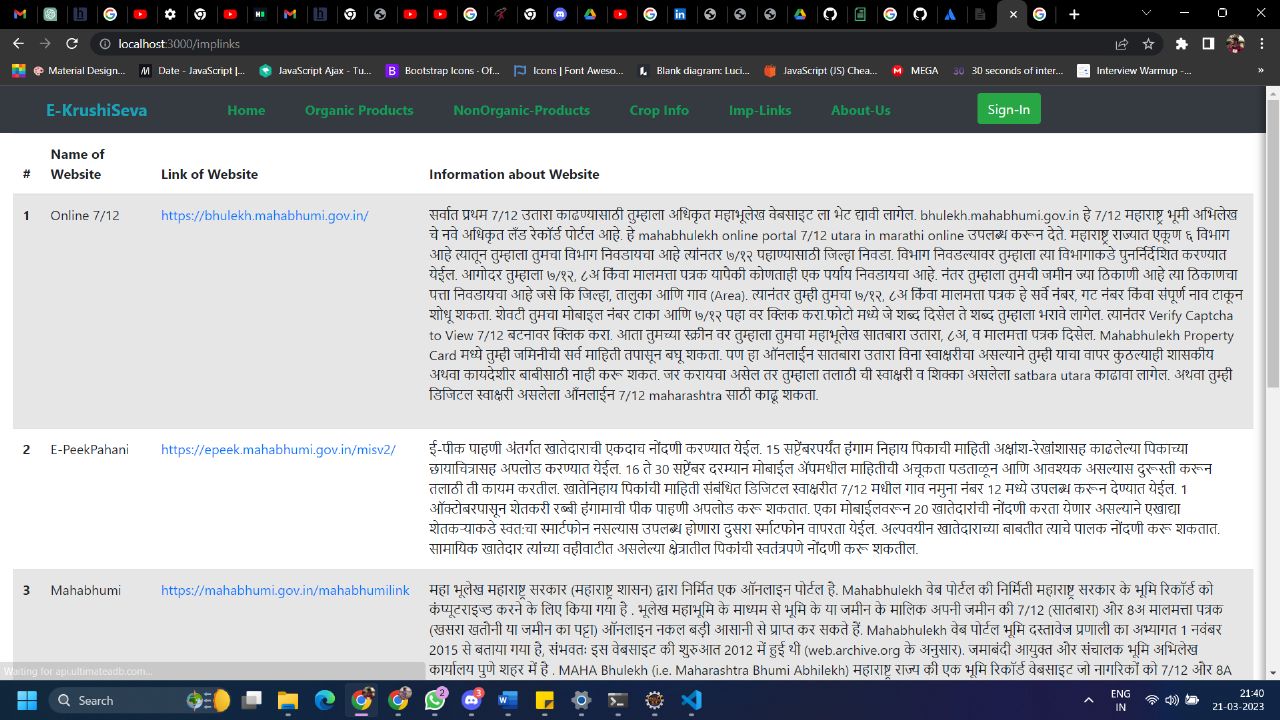 localhost:3000/implinks
Material Design...
Date - JavaScript |...
JavaScript Ajax - Tu...
Bootstrap Icons · Of...
Icons | Font Aweso...
Blank diagram: Luci...
JavaScript (JS) Chea...
MEGA
30 seconds of inter...
Interview Warmup -...
»
E-KrushiSeva Home Organic Products NonOrganic-Products Crop Info Imp-Links About-Us Sign-In
# Name of Website Link of Website Information about Website
1 Online 7/12 https://bhulekh.mahabhumi.gov.in/
सर्वात प्रथम 7/12 उतारा काढण्यासाठी तुम्हाला अधिकृत महाभूलेख वेबसाइट ला भेट द्यावी लागेल. bhulekh.mahabhumi.gov.in हे 7/12 महाराष्ट्र भूमी अभिलेख
चे नवे अधिकृत लँड रेकॉर्ड पोर्टल आहे. हे mahabhulekh online portal 7/12 utara in marathi online उपलब्ध करून देते. महाराष्ट्र राज्यात एकूण ६ विभाग
आहे त्यातून तुम्हाला तुमचा विभाग निवडायचा आहे त्यांनतर ७/१२ पहाण्यासाठी जिल्हा निवडा. विभाग निवडल्यावर तुम्हाला त्या विभागाकडे पुनर्निर्देशित करण्यात
येईल. आगोदर तुम्हाला ७/१२, ८अ किंवा मालमत्ता पत्रक यापैकी कोणताही एक पर्याय निवडायचा आहे. नंतर तुम्हाला तुमची जमीन ज्या ठिकाणी आहे त्या ठिकाणचा
पत्ता निवडायचा आहे जसे कि जिल्हा, तालुका आणि गाव (Area). त्यानंतर तुम्ही तुमचा ७/१२, ८अ किंवा मालमत्ता पत्रक हे सर्वे नंबर, गट नंबर किंवा संपूर्ण नाव टाकून
शोधू शकता. शेवटी तुमचा मोबाइल नंबर टाका आणि ७/१२ पहा वर क्लिक करा.फोटो मध्ये जे शब्द दिसेल ते शब्द तुम्हाला भरावे लागेल. त्यानंतर Verify Captcha
to View 7/12 बटनावर क्लिक करा. आता तुमच्या स्क्रीन वर तुम्हाला तुमचा महाभूलेख सातबारा उतारा, ८अ, व मालमत्ता पत्रक दिसेल. Mahabhulekh Property
Card मध्ये तुम्ही जमिनीची सर्व माहिती तपासून बघू शकता. पण हा ऑनलाईन सातबारा उतारा विना स्वाक्षरीचा असल्याने तुम्ही याचा वापर कुठल्याही शासकीय
अथवा कायदेशीर बाबींसाठी नाही करू शकत. जर करायचा असेल तर तुम्हाला तलाठी ची स्वाक्षरी व शिक्का असलेला satbara utara काढावा लागेल. अथवा तुम्ही
डिजिटल स्वाक्षरी असलेला ऑनलाईन 7/12 maharashtra साठी काढू शकता.
2 E-PeekPahani https://epeek.mahabhumi.gov.in/misv2/
ई-पीक पाहणी अंतर्गत खातेदाराची एकदाच नोंदणी करण्यात येईल. 15 सप्टेंबरपर्यंत हंगाम निहाय पिकाची माहिती अक्षांश-रेखांशासह काढलेल्या पिकाच्या
छायाचित्रासह अपलोड करण्यात येईल. 16 ते 30 सप्टेंबर दरम्यान मोबाईल ॲपमधील माहितीची अचूकता पडताळून आणि आवश्यक असल्यास दुरूस्ती करून
तलाठी ती कायम करतील. खातेनिहाय पिकांची माहिती संबंधित डिजिटल स्वाक्षरीत 7/12 मधील गाव नमुना नंबर 12 मध्ये उपलब्ध करून देण्यात येईल. 1
ऑक्टोबरपासून शेतकरी रब्बी हंगामाची पीक पाहणी अपलोड करू शकतात. एका मोबाईलवरून 20 खातेदारांची नोंदणी करता येणार असल्याने एखाद्या
शेतकऱ्याकडे स्वतःचा स्मार्टफोन नसल्यास उपलब्ध होणारा दुसरा स्मार्टफोन वापरता येईल. अल्पवयीन खातेदाराच्या बाबतीत त्याचे पालक नोंदणी करू शकतात.
सामायिक खातेदार त्यांच्या वहीवाटीत असलेल्या क्षेत्रातील पिकांची स्वतंत्रपणे नोंदणी करू शकतील.
3 Mahabhumi https://mahabhumi.gov.in/mahabhumilink
महा भूलेख महाराष्ट्र सरकार (महाराष्ट्र शासन) द्वारा निर्मित एक ऑनलाइन पोर्टल है. Mahabhulekh वेब पोर्टल की निर्मिती महाराष्ट्र सरकार के भूमि रिकॉर्ड को
कंप्यूटराइज्ड करने के लिए किया गया है . भूलेख महाभूमि के माध्यम से भूमि के या जमीन के मालिक अपनी जमीन की 7/12 (सातबारा) और 8अ मालमत्ता पत्रक
(खसरा खतौनी या जमीन का पट्टा) ऑनलाइन नकल बड़ी आसानी से प्राप्त कर सकते हैं. Mahabhulekh वेब पोर्टल भूमि दस्तावेज प्रणाली का अभ्यागत 1 नवंबर
2015 से बताया गया है, संभवतः इस वेबसाइट की शुरुआत 2012 में हुई थी (web.archive.org के अनुसार). जमाबंदी आयुक्त और संचालक भूमि अभिलेख
कार्यालय पुणे शहर में है . MAHA Bhulekh (i.e. Maharashtra Bhumi Abhilekh) महाराष्ट्र राज्य की एक भूमि रिकॉर्ड वेबसाइट जो नागरिकों को 7/12 ओर 8A
Waiting for api.ultimateadb.com...
Search
2
3
ENG
IN
21:40
21-03-2023